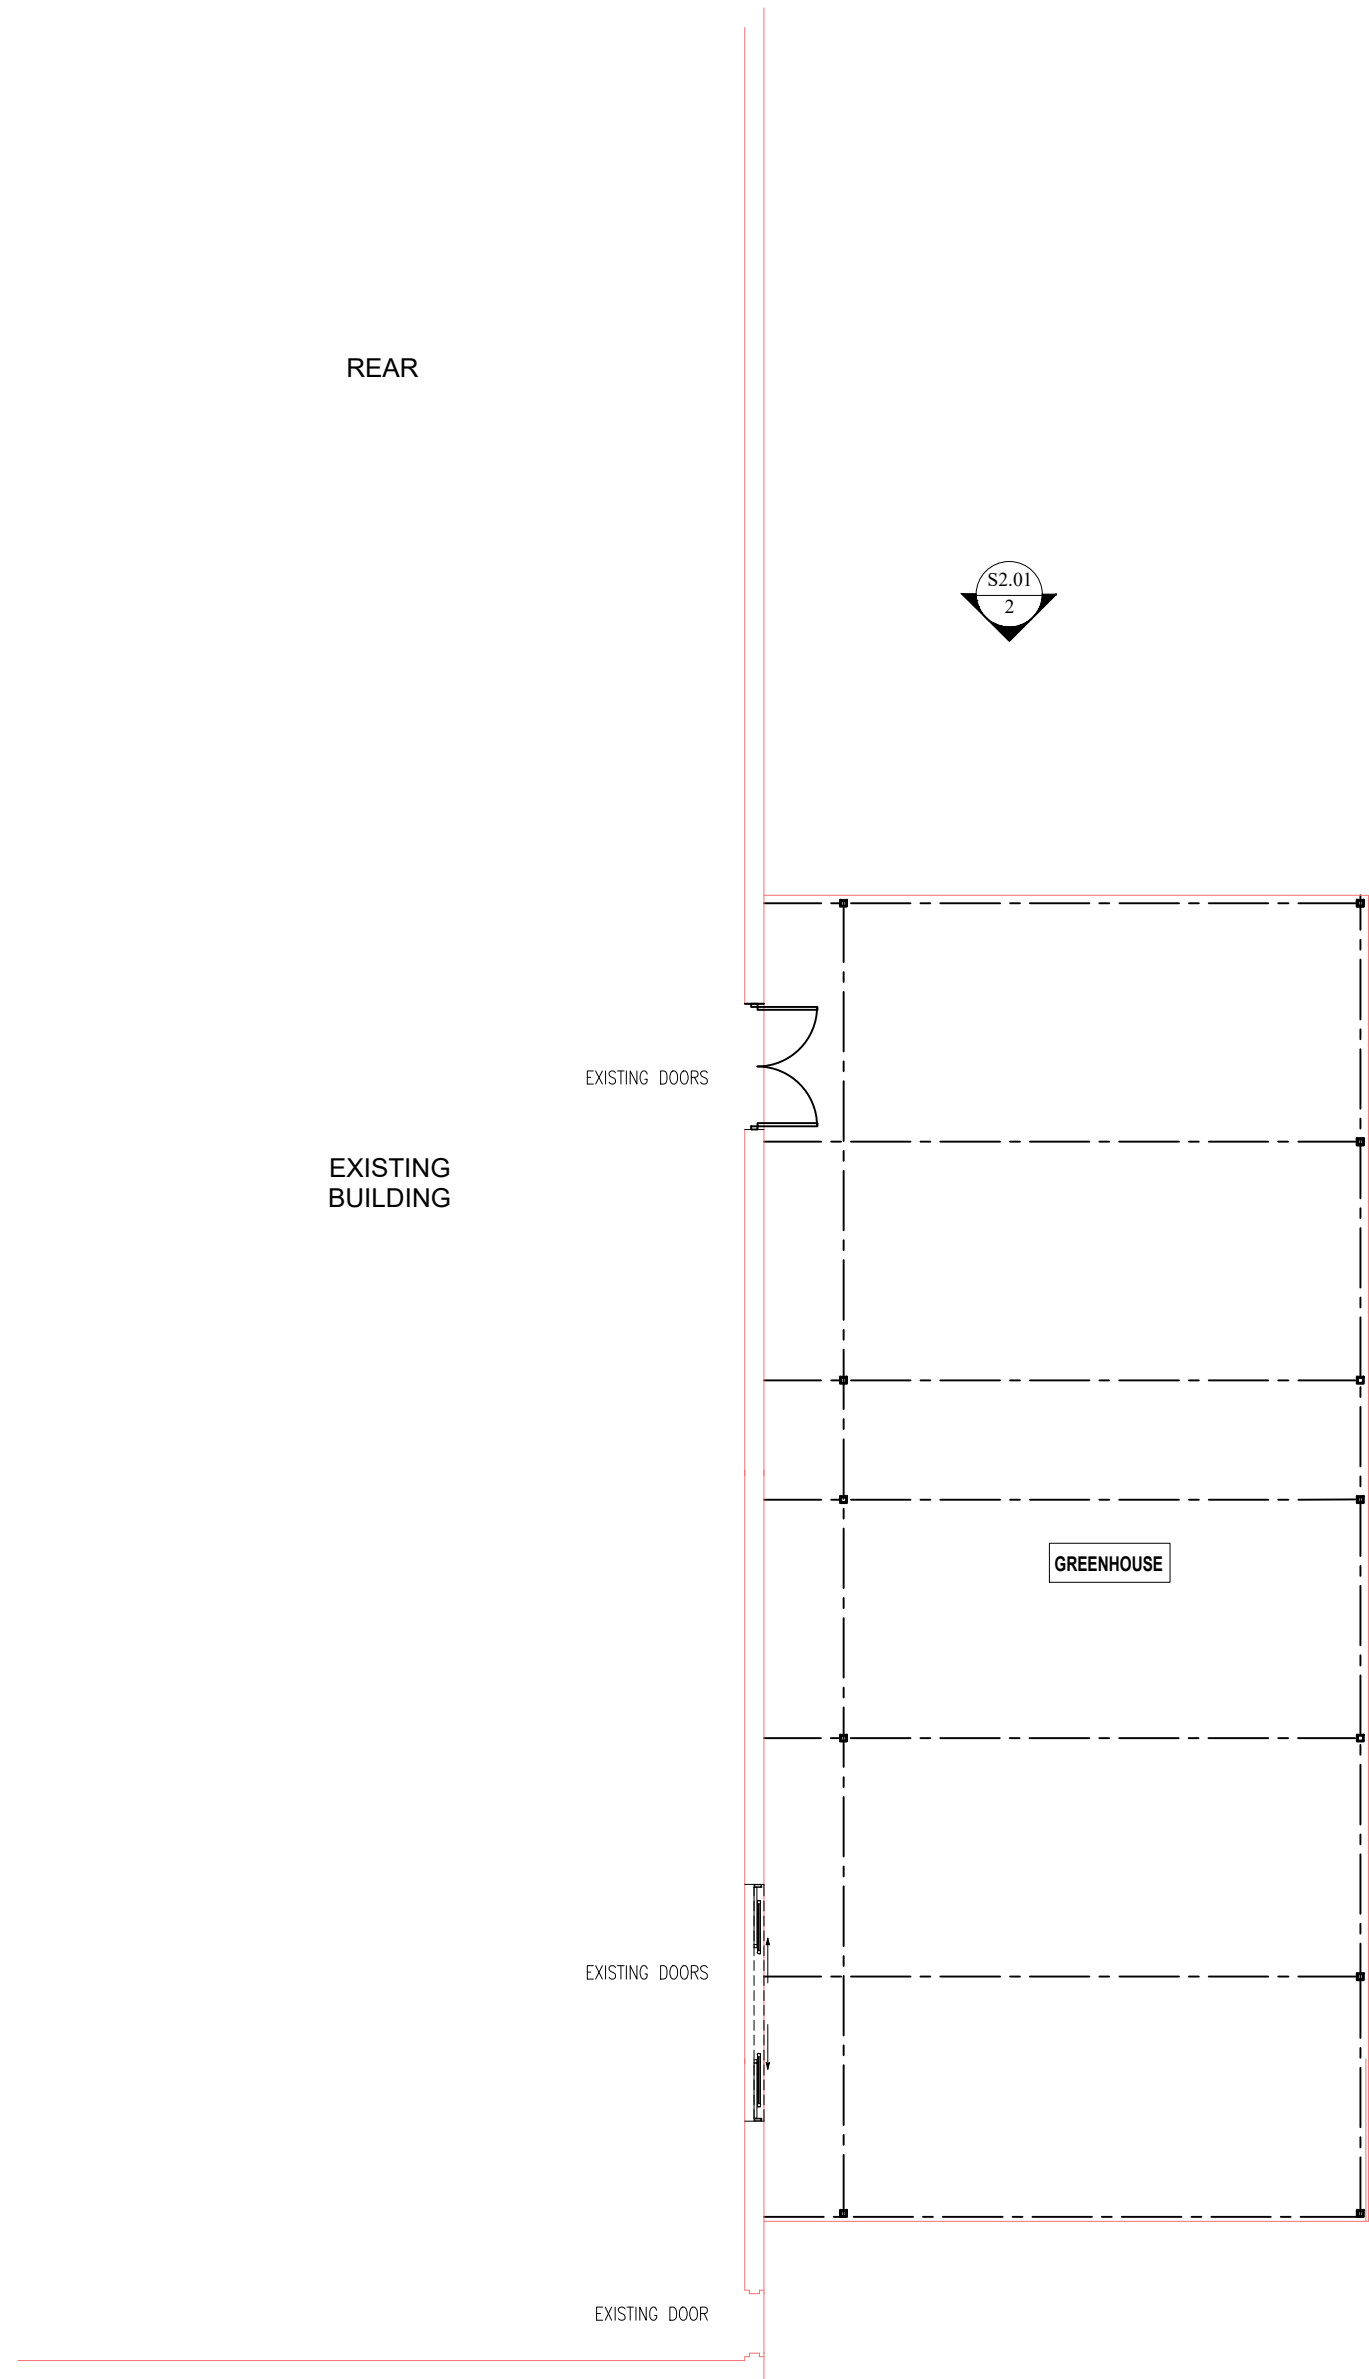 REAR
S2.01
2
EXISTING DOORS
EXISTING
BUILDING
GREENHOUSE
EXISTING DOORS
EXISTING DOOR